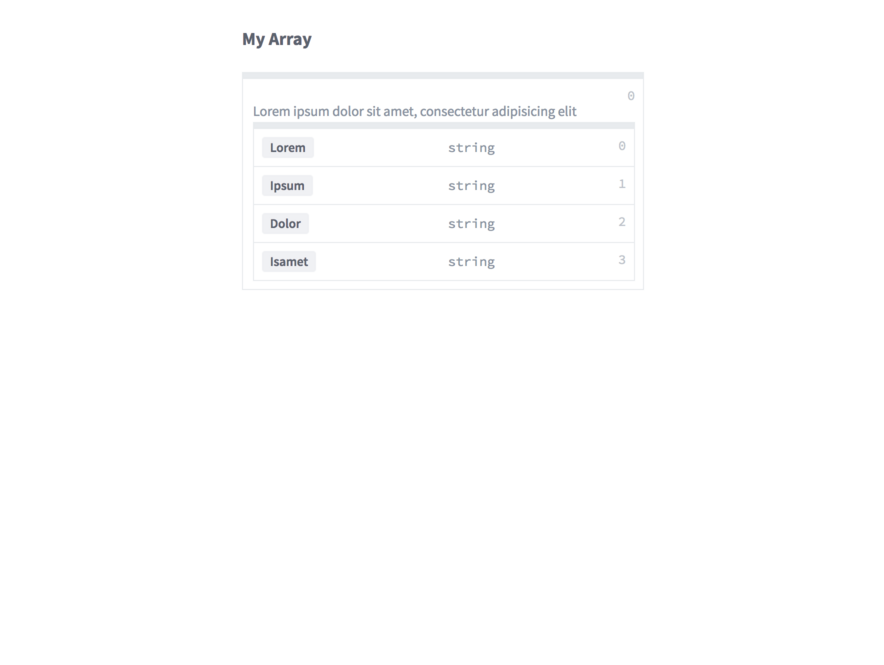 My Array
0
Lorem ipsum dolor sit amet, consectetur adipisicing elit
Lorem string 0
Ipsum string 1
Dolor string 2
Isamet string 3